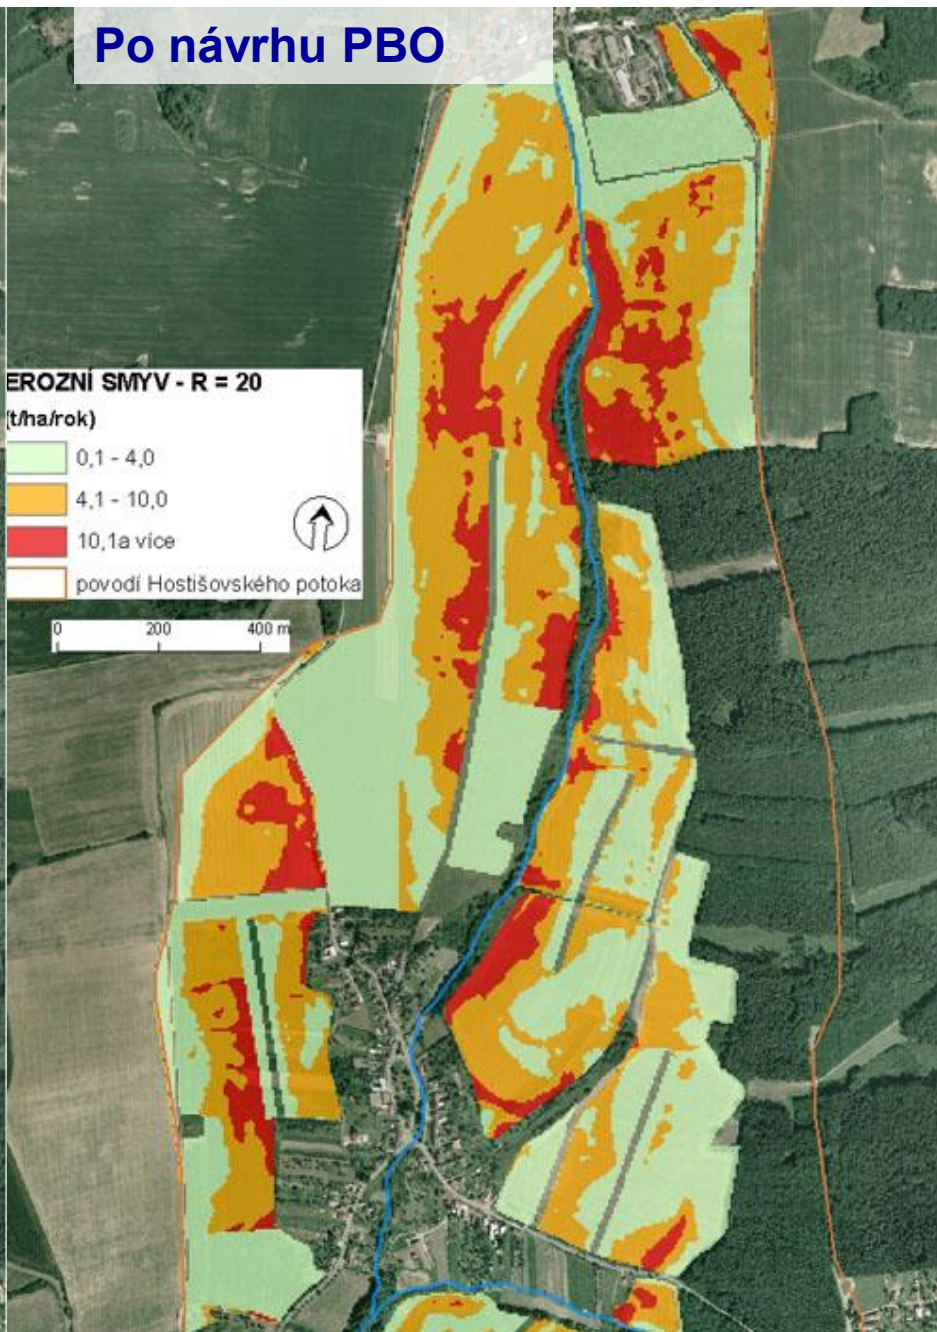 Po návrhu PBO
EROZNÍ SMYV - R = 20
(t/ha/rok)
0,1 - 4,0
4,1 - 10,0
10,1a více
povodí Hostišovského potoka
0 200 400 m